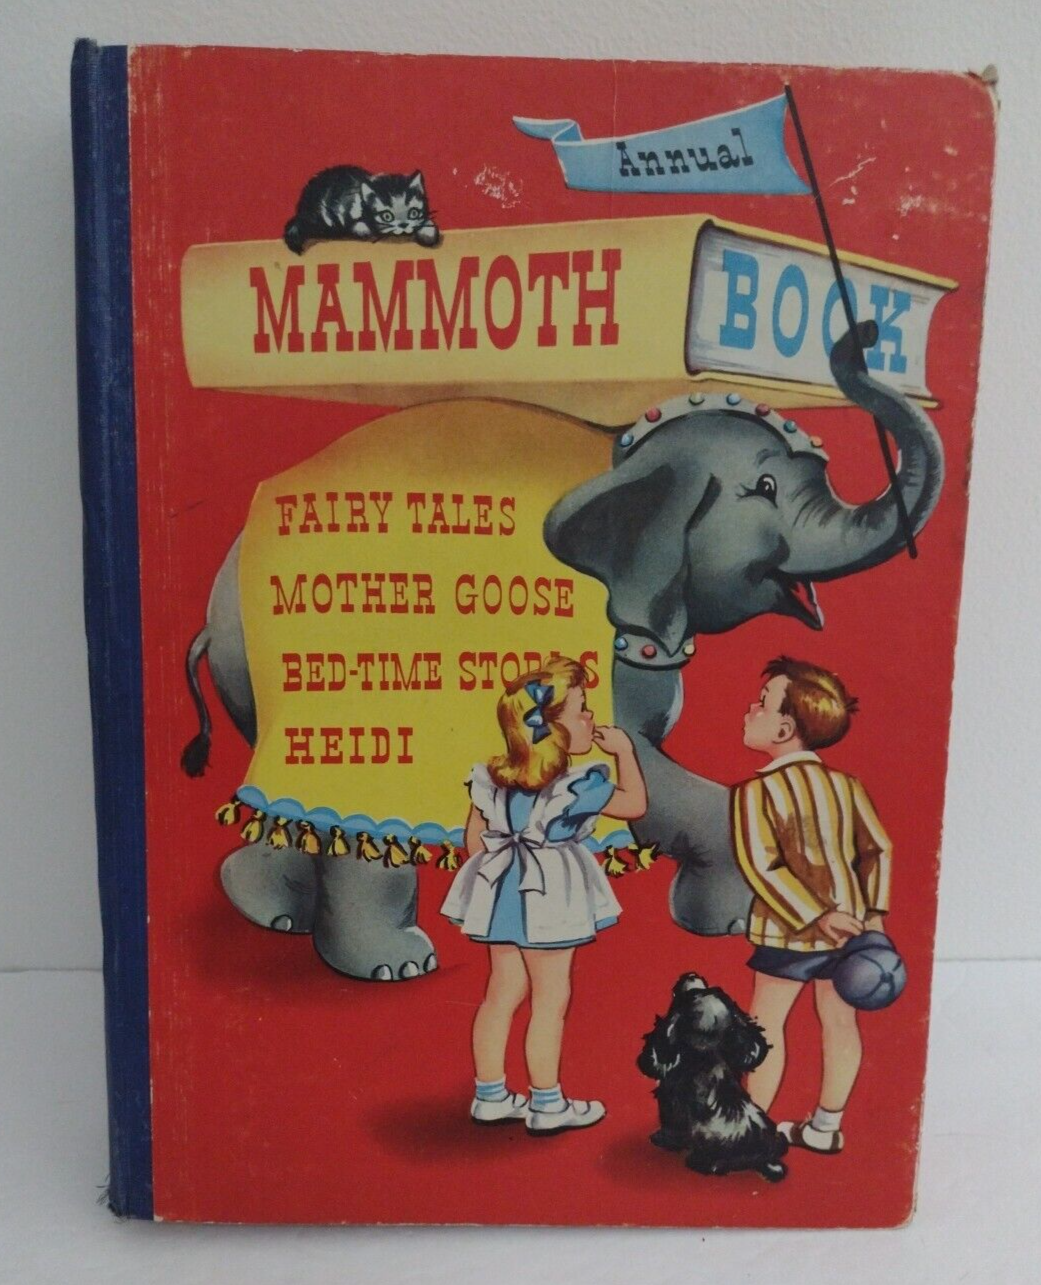 Annual
MAMMOTH BOOK
FAIRY TALES
MOTHER GOOSE
BED-TIME STORIES
HEIDI